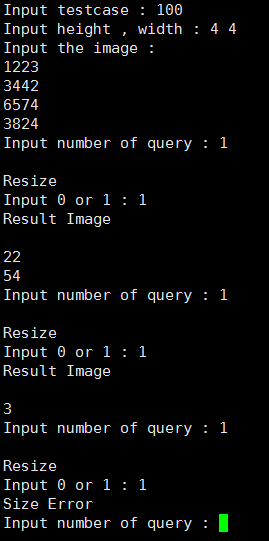 Input testcase : 100
Input height , width : 4 4
Input the image :
1223
3442
6574
3824
Input number of query : 1

Resize
Input 0 or 1 : 1
Result Image

22
54
Input number of query : 1

Resize
Input 0 or 1 : 1
Result Image

3
Input number of query : 1

Resize
Input 0 or 1 : 1
Size Error
Input number of query :